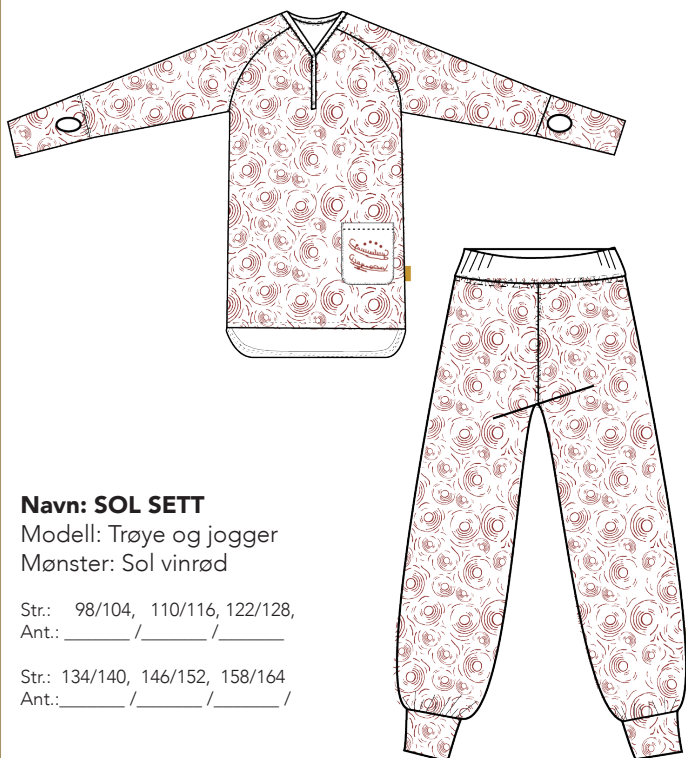 Navn: SOL SETT
Modell: Trøye og jogger
Mønster: Sol vinrød
Str.: 98/104, 110/116, 122/128,
Ant.: _______ /_______ /_______
Str.: 134/140, 146/152, 158/164
Ant.:_______ /_______ /_______ /